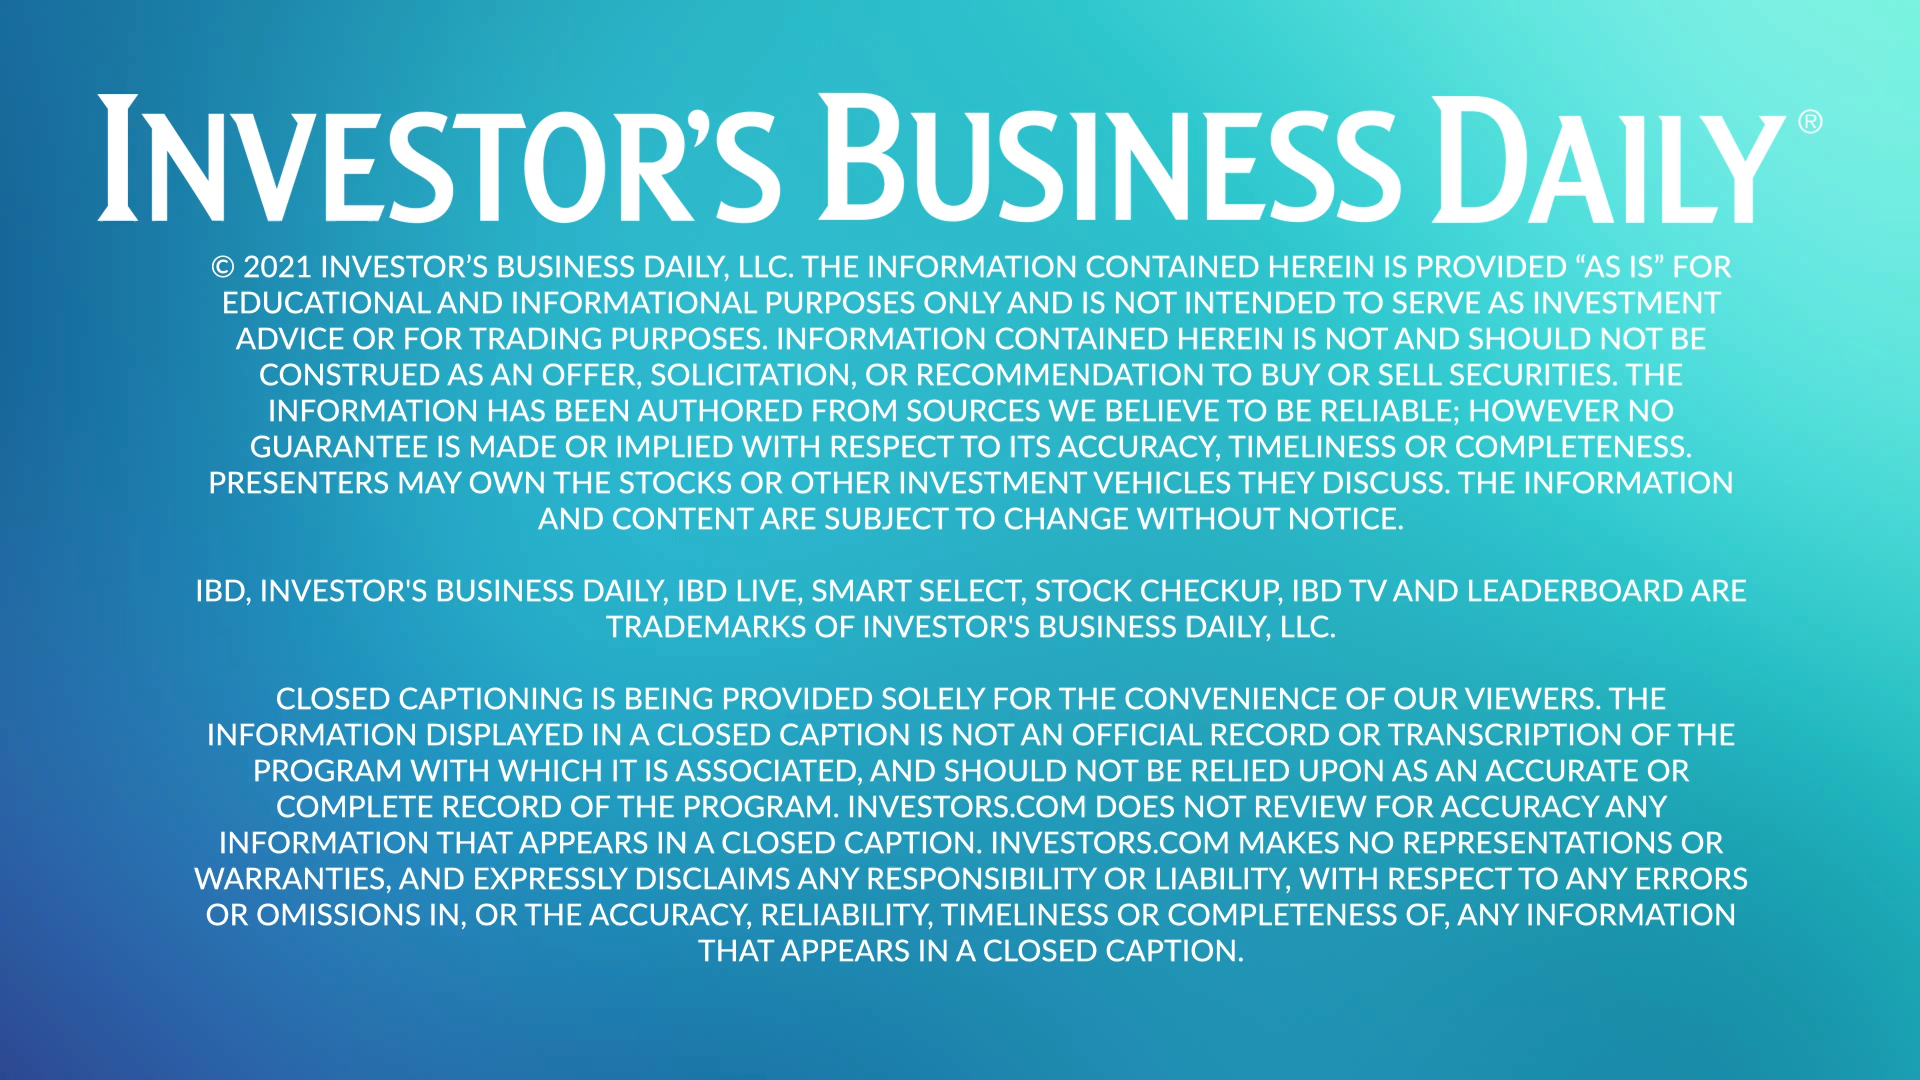 INVESTOR'S BUSINESS DAILY®
© 2021 INVESTOR’S BUSINESS DAILY, LLC. THE INFORMATION CONTAINED HEREIN IS PROVIDED “AS IS” FOR
EDUCATIONAL AND INFORMATIONAL PURPOSES ONLY AND IS NOT INTENDED TO SERVE AS INVESTMENT
ADVICE OR FOR TRADING PURPOSES. INFORMATION CONTAINED HEREIN IS NOT AND SHOULD NOT BE
CONSTRUED AS AN OFFER, SOLICITATION, OR RECOMMENDATION TO BUY OR SELL SECURITIES. THE
INFORMATION HAS BEEN AUTHORED FROM SOURCES WE BELIEVE TO BE RELIABLE; HOWEVER NO
GUARANTEE IS MADE OR IMPLIED WITH RESPECT TO ITS ACCURACY, TIMELINESS OR COMPLETENESS.
PRESENTERS MAY OWN THE STOCKS OR OTHER INVESTMENT VEHICLES THEY DISCUSS. THE INFORMATION
AND CONTENT ARE SUBJECT TO CHANGE WITHOUT NOTICE.
IBD, INVESTOR'S BUSINESS DAILY, IBD LIVE, SMART SELECT, STOCK CHECKUP, IBD TV AND LEADERBOARD ARE
TRADEMARKS OF INVESTOR'S BUSINESS DAILY, LLC.
CLOSED CAPTIONING IS BEING PROVIDED SOLELY FOR THE CONVENIENCE OF OUR VIEWERS. THE
INFORMATION DISPLAYED IN A CLOSED CAPTION IS NOT AN OFFICIAL RECORD OR TRANSCRIPTION OF THE
PROGRAM WITH WHICH IT IS ASSOCIATED, AND SHOULD NOT BE RELIED UPON AS AN ACCURATE OR
COMPLETE RECORD OF THE PROGRAM. INVESTORS.COM DOES NOT REVIEW FOR ACCURACY ANY
INFORMATION THAT APPEARS IN A CLOSED CAPTION. INVESTORS.COM MAKES NO REPRESENTATIONS OR
WARRANTIES, AND EXPRESSLY DISCLAIMS ANY RESPONSIBILITY OR LIABILITY, WITH RESPECT TO ANY ERRORS
OR OMISSIONS IN, OR THE ACCURACY, RELIABILITY, TIMELINESS OR COMPLETENESS OF, ANY INFORMATION
THAT APPEARS IN A CLOSED CAPTION.